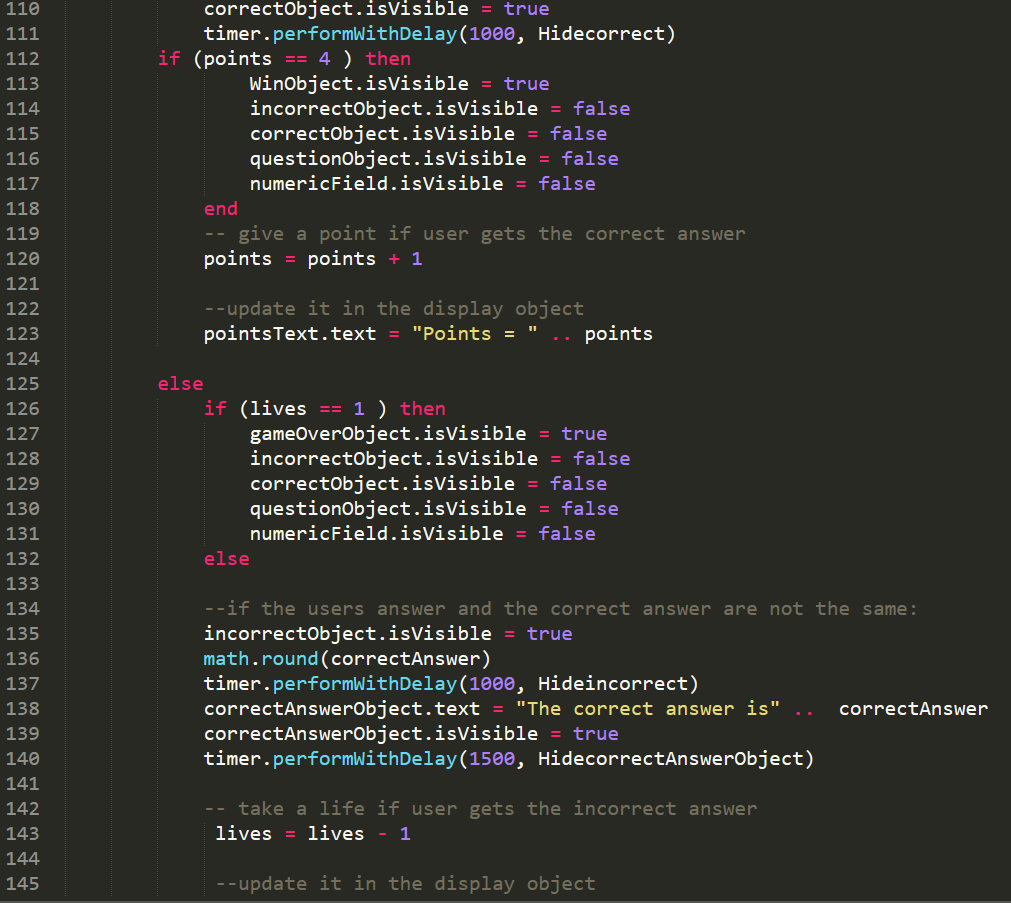 110 correctObject.isVisible = true
111 timer.performWithDelay(1000, Hidecorrect)
112 if (points == 4 ) then
113 WinObject.isVisible = true
114 incorrectObject.isVisible = false
115 correctObject.isVisible = false
116 questionObject.isVisible = false
117 numericField.isVisible = false
118 end
119 -- give a point if user gets the correct answer
120 points = points + 1
121
122 --update it in the display object
123 pointsText.text = "Points = " .. points
124
125 else
126 if (lives == 1 ) then
127 gameOverObject.isVisible = true
128 incorrectObject.isVisible = false
129 correctObject.isVisible = false
130 questionObject.isVisible = false
131 numericField.isVisible = false
132 else
133
134 --if the users answer and the correct answer are not the same:
135 incorrectObject.isVisible = true
136 math.round(correctAnswer)
137 timer.performWithDelay(1000, Hideincorrect)
138 correctAnswerObject.text = "The correct answer is" ..  correctAnswer
139 correctAnswerObject.isVisible = true
140 timer.performWithDelay(1500, HidecorrectAnswerObject)
141
142 -- take a life if user gets the incorrect answer
143 lives = lives - 1
144
145 --update it in the display object